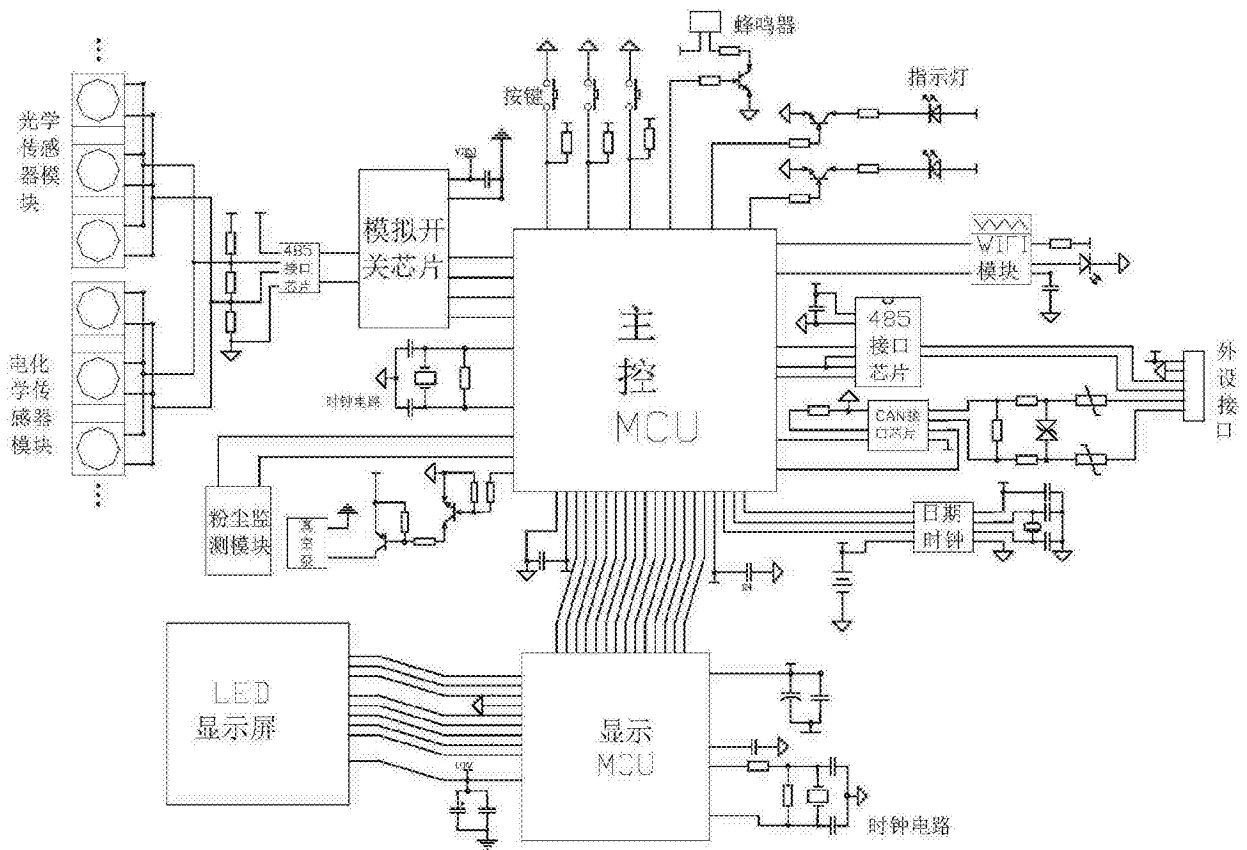 蜂鸣器
指示灯
按键
光学
传感
器模
块
模拟开
关芯片
485
接口
芯片
WIFI
模块
主
控
MCU
485
接口
芯片
外
设
接
口
电化
学传
感器
模块
时钟电路
CAN接
口芯片
粉尘监
测模块
日期
时钟
LED
显示屏
显示
MCU
时钟电路